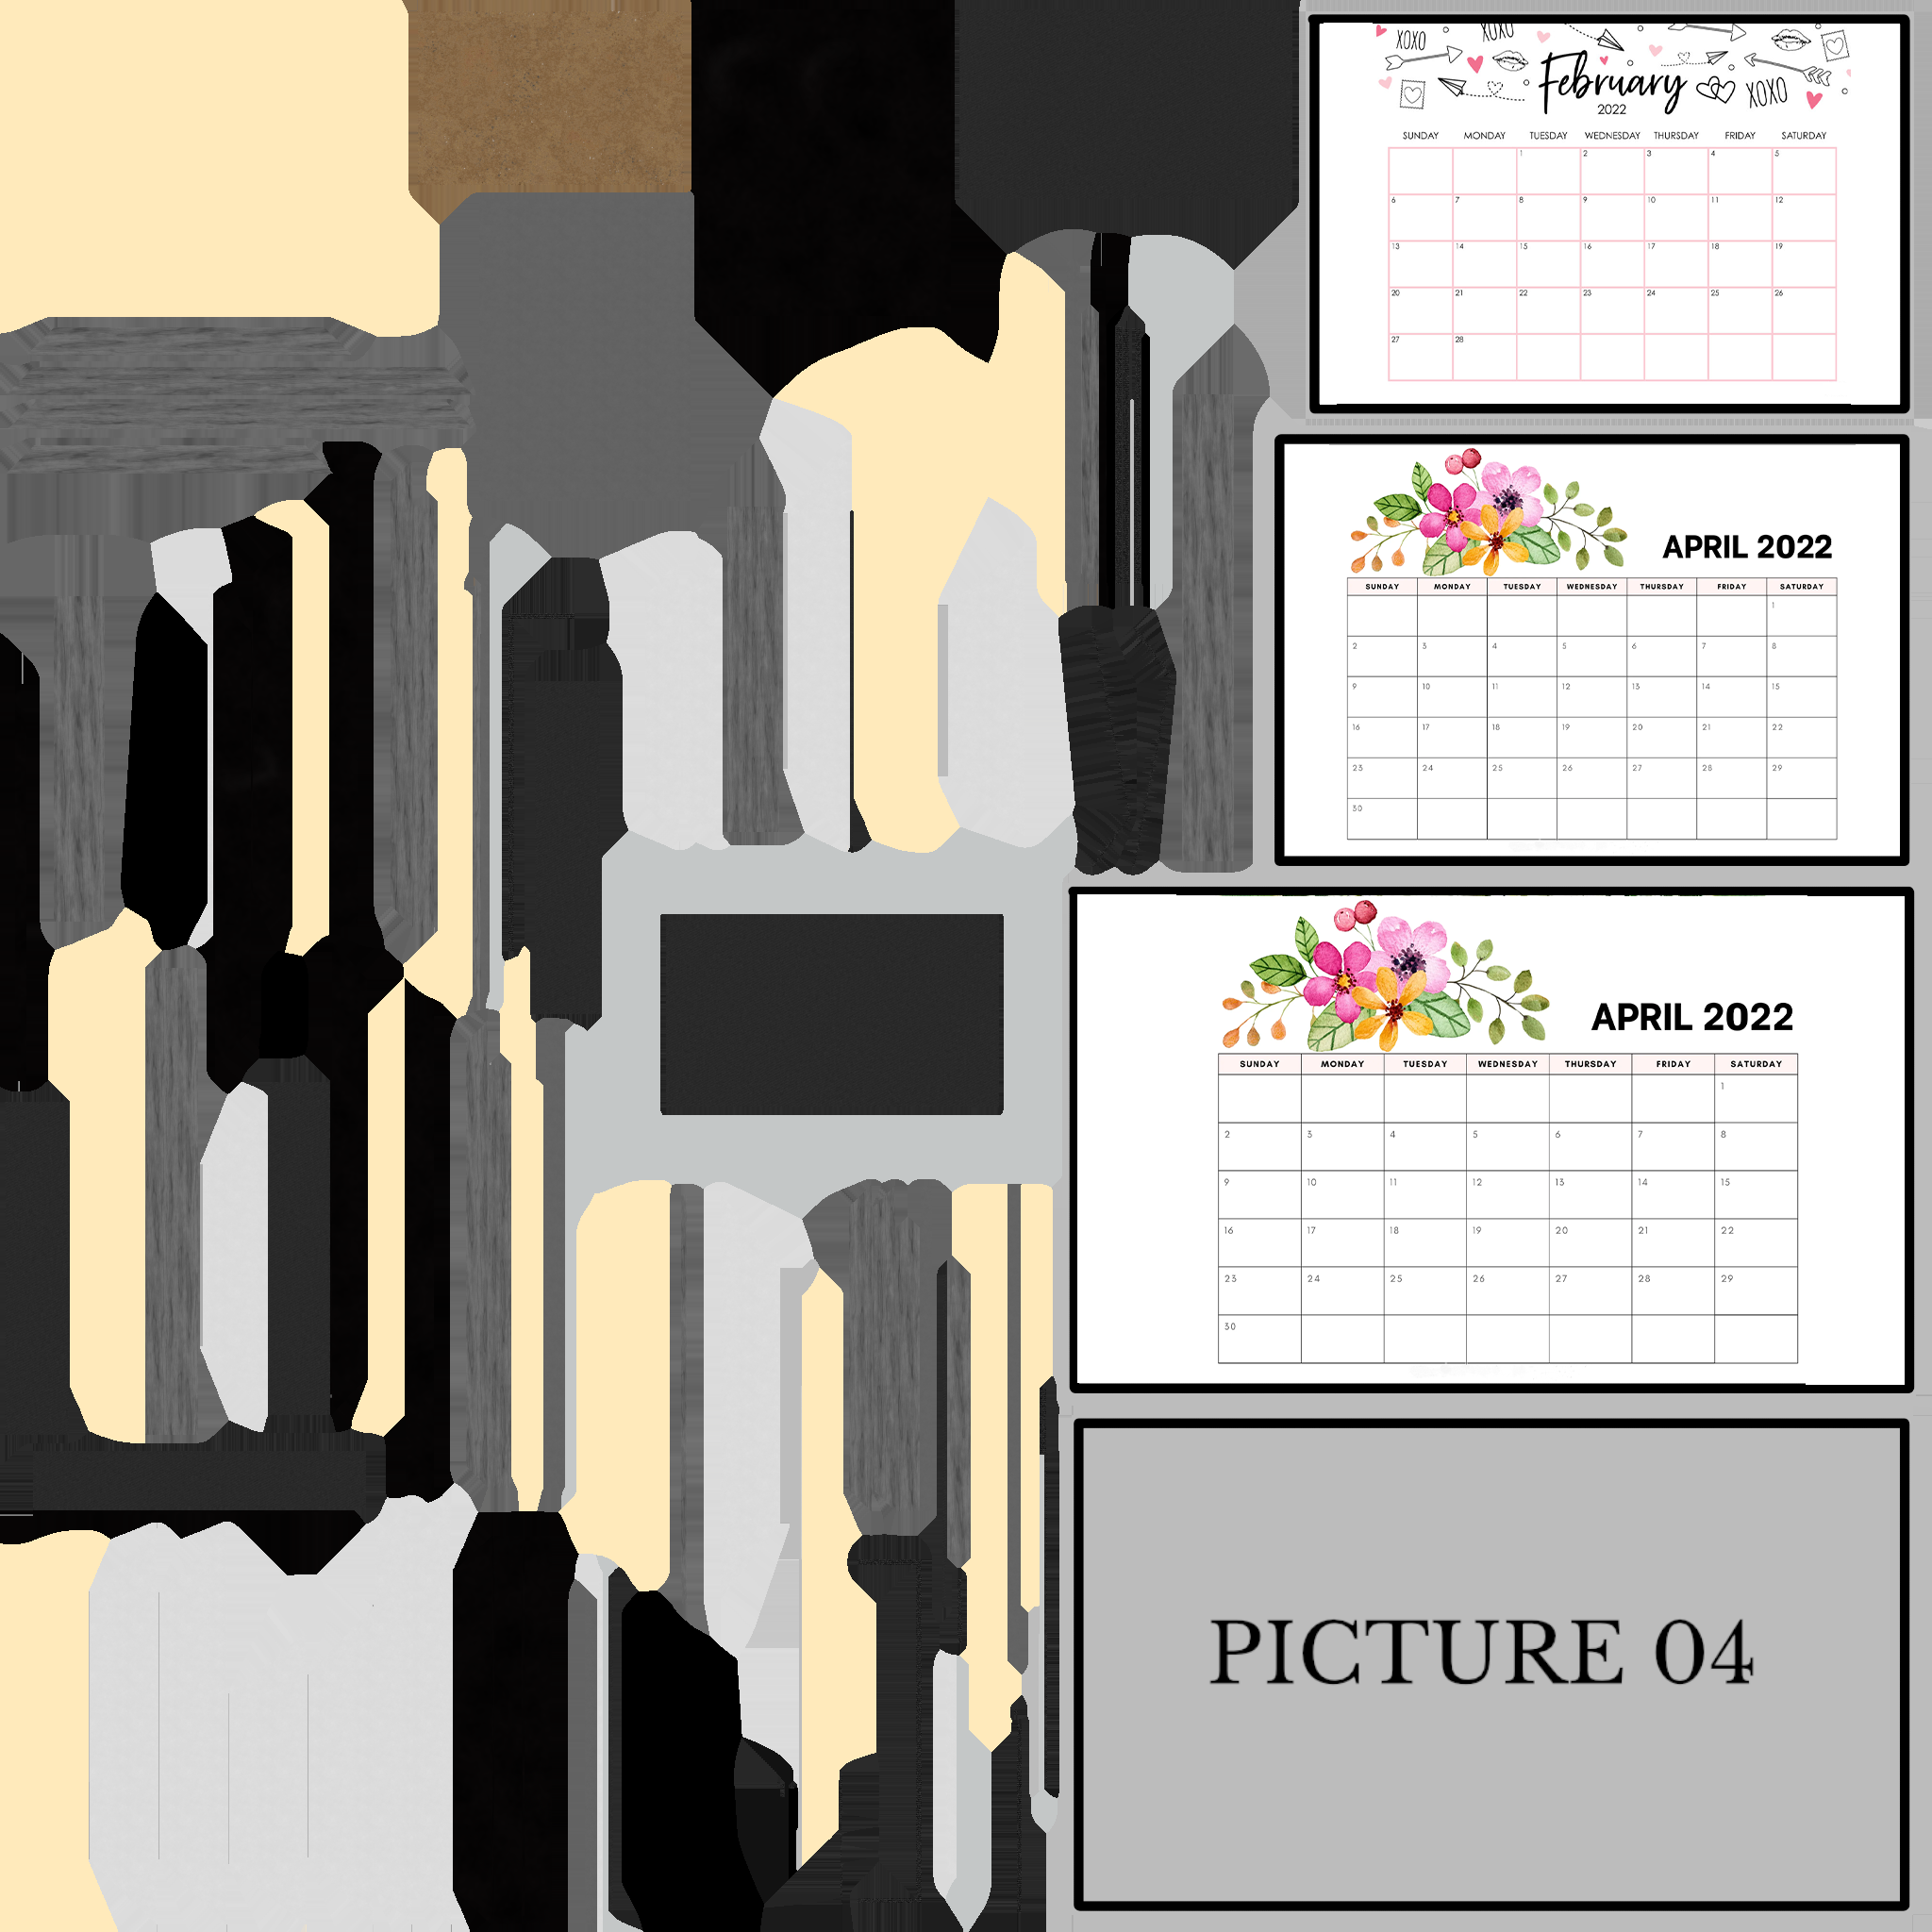 XOXO XOXO
February XOXO
2022
SUNDAY MONDAY TUESDAY WEDNESDAY THURSDAY FRIDAY SATURDAY
1 2 3 4 5
6 7 8 9 10 11 12
13 14 15 16 17 18 19
20 21 22 23 24 25 26
27 28
APRIL 2022
SUNDAY MONDAY TUESDAY WEDNESDAY THURSDAY FRIDAY SATURDAY
1
2 3 4 5 6 7 8
9 10 11 12 13 14 15
16 17 18 19 20 21 22
23 24 25 26 27 28 29
30
APRIL 2022
SUNDAY MONDAY TUESDAY WEDNESDAY THURSDAY FRIDAY SATURDAY
1
2 3 4 5 6 7 8
9 10 11 12 13 14 15
16 17 18 19 20 21 22
23 24 25 26 27 28 29
30
PICTURE 04